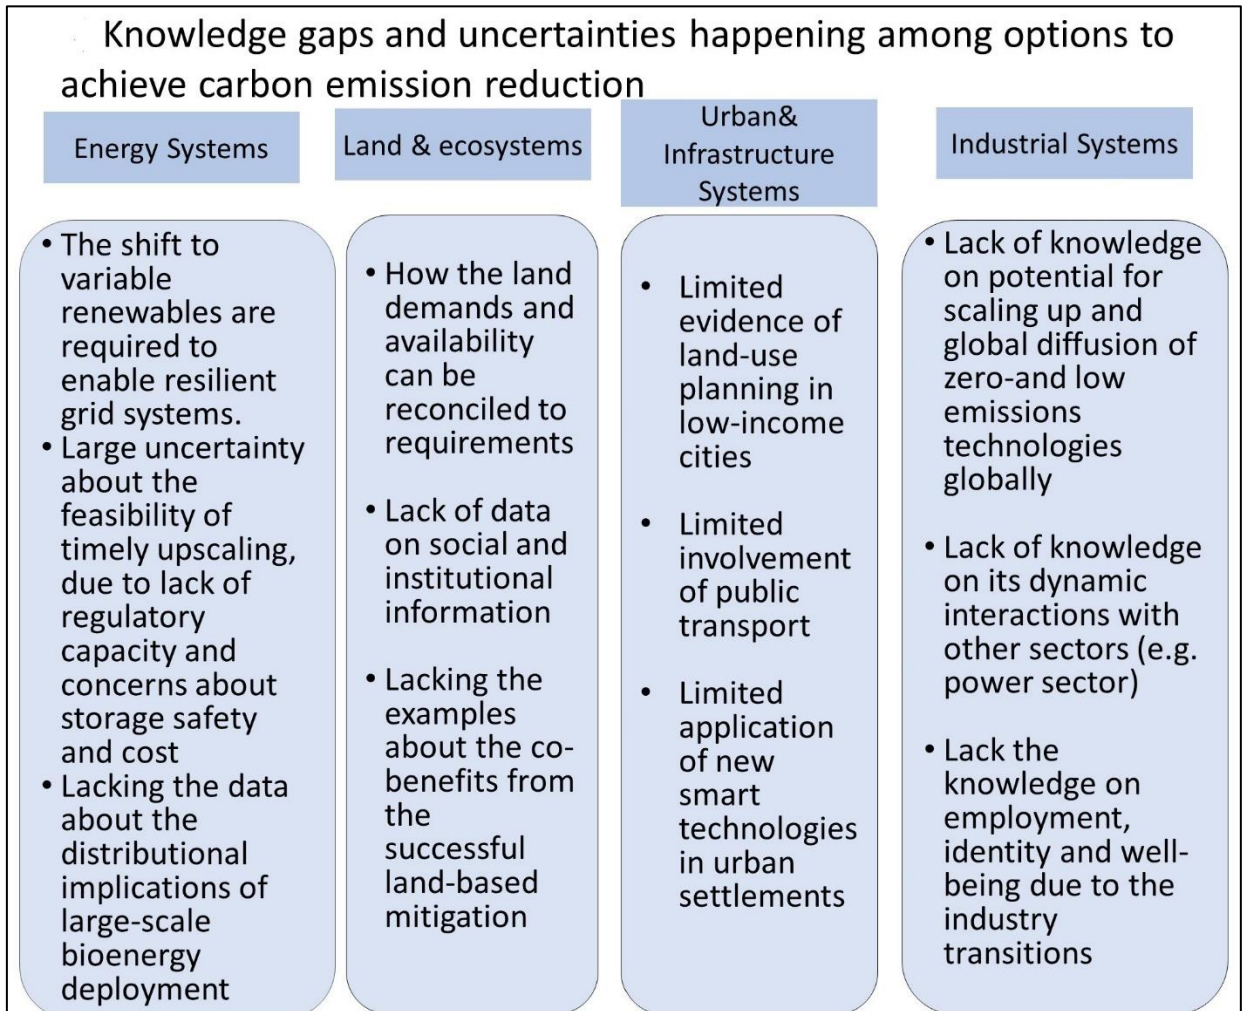 Knowledge gaps and uncertainties happening among options to
achieve carbon emission reduction
Energy Systems
• The shift to
variable
renewables are
required to
enable resilient
grid systems.
• Large uncertainty
about the
feasibility of
timely upscaling,
due to lack of
regulatory
capacity and
concerns about
storage safety
and cost
• Lacking the data
about the
distributional
implications of
large-scale
bioenergy
deployment
Land & ecosystems
• How the land
demands and
availability
can be
reconciled to
requirements
• Lack of data
on social and
institutional
information
• Lacking the
examples
about the co-
benefits from
the
successful
land-based
mitigation
Urban&
Infrastructure
Systems
• Limited
evidence of
land-use
planning in
low-income
cities
• Limited
involvement
of public
transport
• Limited
application
of new
smart
technologies
in urban
settlements
Industrial Systems
• Lack of knowledge
on potential for
scaling up and
global diffusion of
zero-and low
emissions
technologies
globally
• Lack of knowledge
on its dynamic
interactions with
other sectors (e.g.
power sector)
• Lack the
knowledge on
employment,
identity and well-
being due to the
industry
transitions